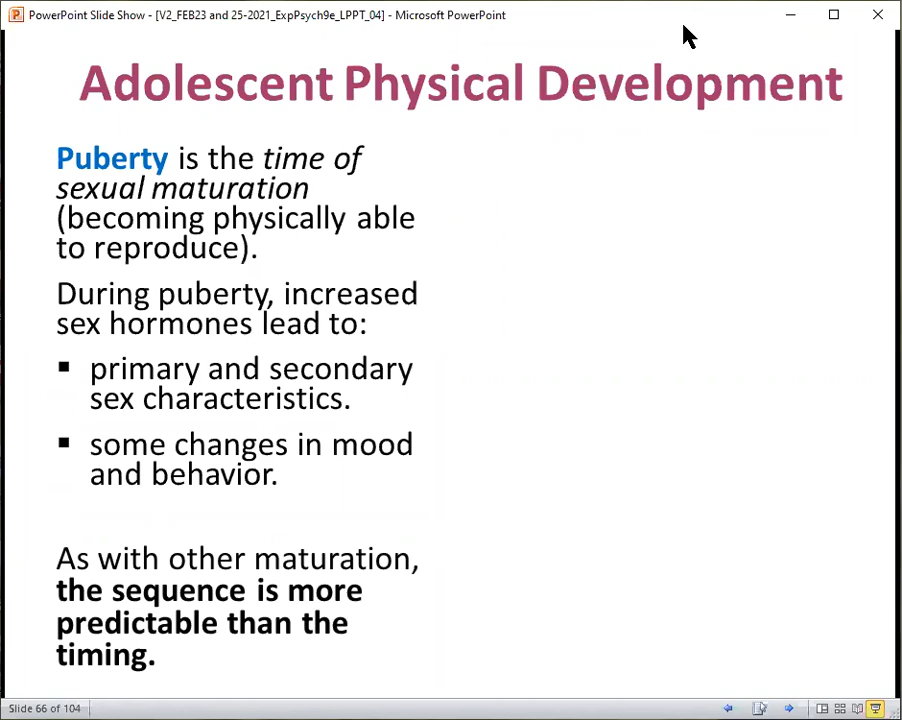 PowerPoint Slide Show - [V2_FEB23 and 25-2021_ExpPsych9e_LPPT_04] - Microsoft PowerPoint
Adolescent Physical Development
Puberty is the time of
sexual maturation
(becoming physically able
to reproduce).
During puberty, increased
sex hormones lead to:
▪ primary and secondary
sex characteristics.
▪ some changes in mood
and behavior.
As with other maturation,
the sequence is more
predictable than the
timing.
Slide 66 of 104